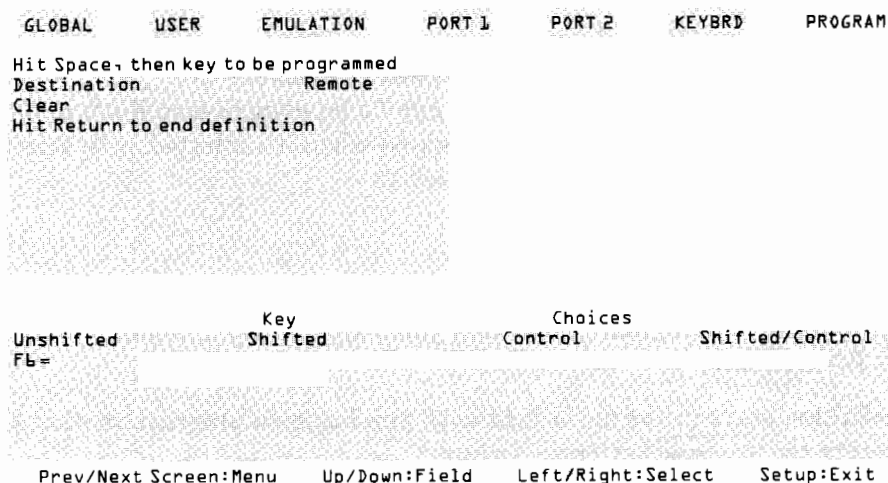 GLOBAL USER EMULATION PORT 1 PORT 2 KEYBRD PROGRAM
Hit Space, then key to be programmed
Destination Remote
Clear
Hit Return to end definition
Key Choices
Unshifted Shifted Control Shifted/Control
F6=
Prev/Next Screen:Menu Up/Down:Field Left/Right:Select Setup:Exit